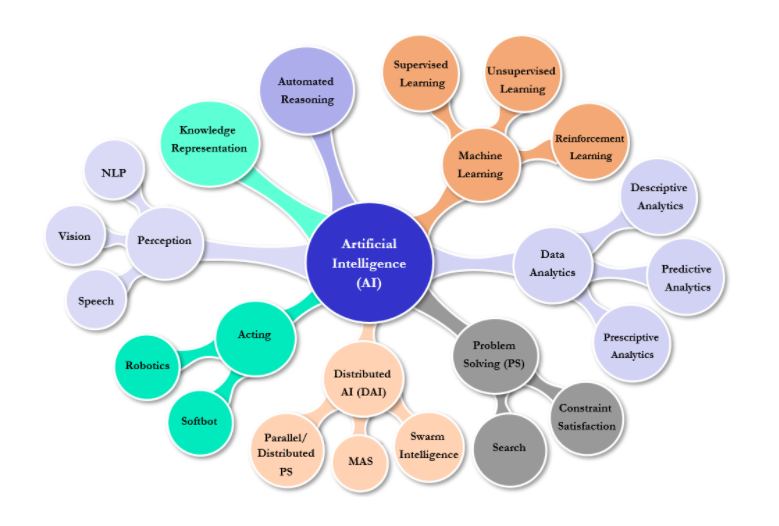 Artificial
Intelligence
(AI)
Automated
Reasoning
Knowledge
Representation
Perception
NLP
Vision
Speech
Acting
Robotics
Softbot
Distributed
AI (DAI)
Parallel/
Distributed
PS
MAS
Swarm
Intelligence
Problem
Solving (PS)
Search
Constraint
Satisfaction
Data
Analytics
Descriptive
Analytics
Predictive
Analytics
Prescriptive
Analytics
Machine
Learning
Supervised
Learning
Unsupervised
Learning
Reinforcement
Learning